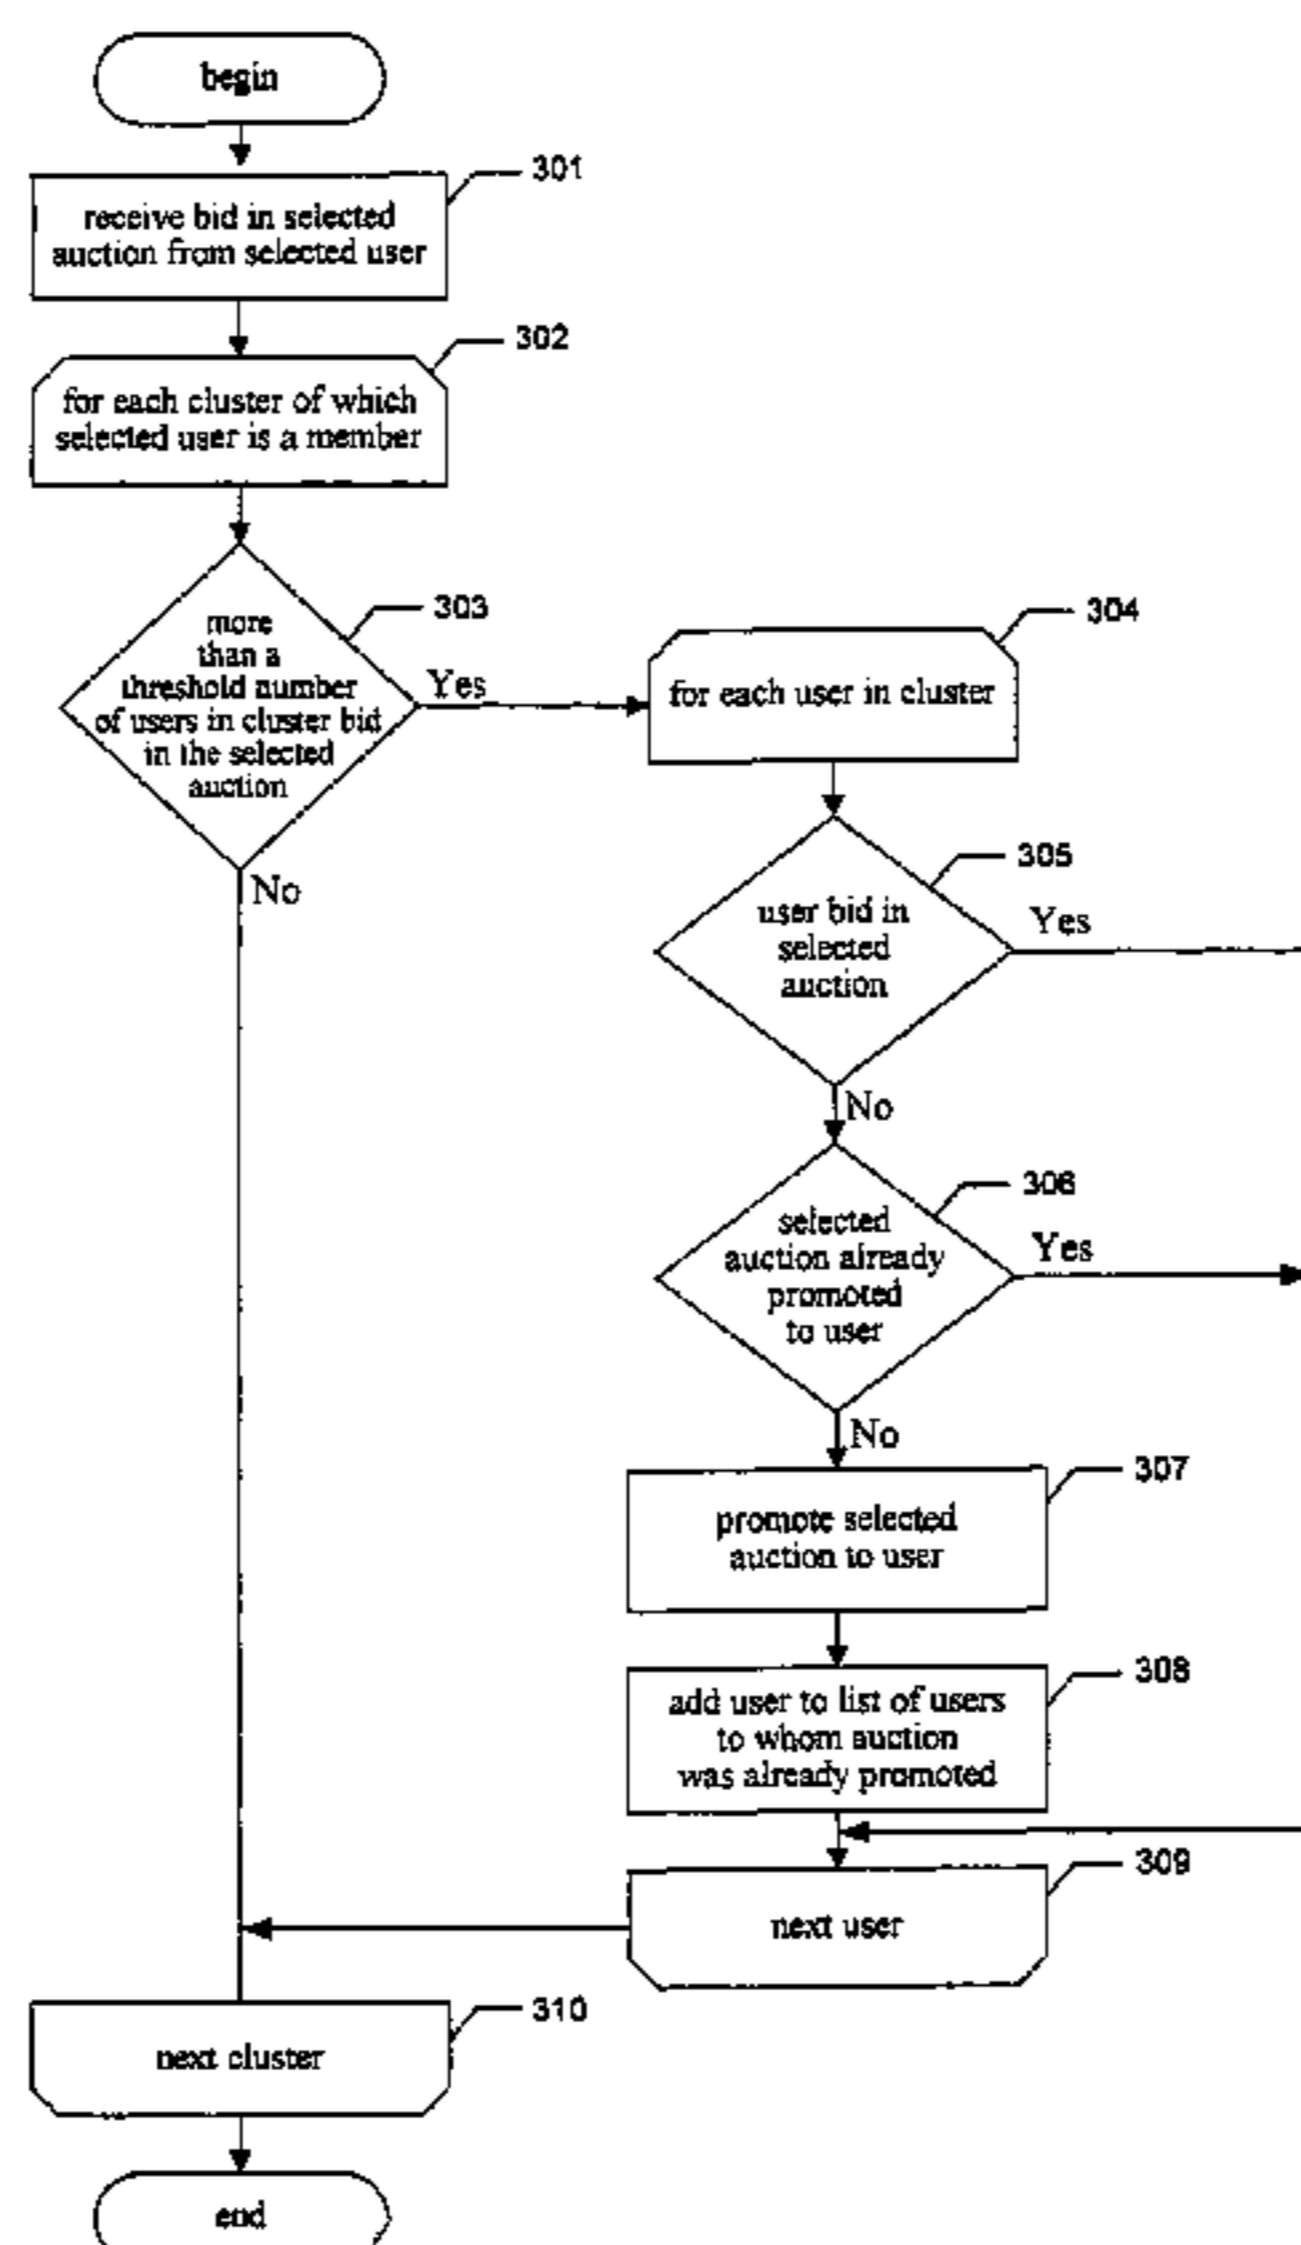 begin
301
receive bid in selected
auction from selected user
302
for each cluster of which
selected user is a member
303
more
than a
threshold number
of users in cluster bid
in the selected
auction
Yes
No
304
for each user in cluster
305
user bid in
selected
auction
Yes
No
306
selected
auction already
promoted
to user
Yes
No
307
promote selected
auction to user
308
add user to list of users
to whom auction
was already promoted
309
next user
310
next cluster
end